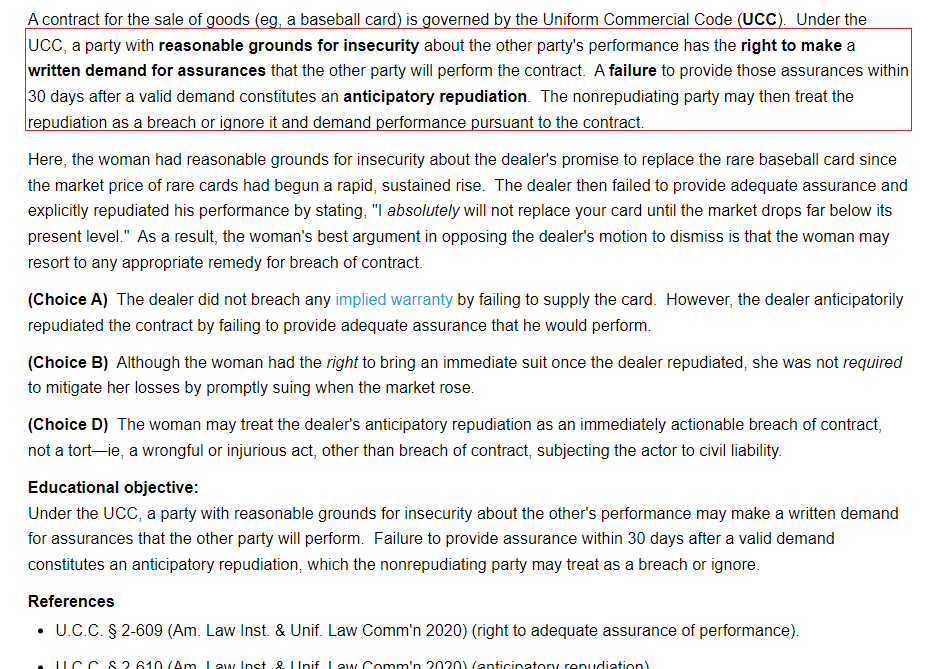 A contract for the sale of goods (eg, a baseball card) is governed by the Uniform Commercial Code (UCC).  Under the
UCC, a party with reasonable grounds for insecurity about the other party's performance has the right to make a
written demand for assurances that the other party will perform the contract.  A failure to provide those assurances within
30 days after a valid demand constitutes an anticipatory repudiation.  The nonrepudiating party may then treat the
repudiation as a breach or ignore it and demand performance pursuant to the contract.
Here, the woman had reasonable grounds for insecurity about the dealer's promise to replace the rare baseball card since
the market price of rare cards had begun a rapid, sustained rise.  The dealer then failed to provide adequate assurance and
explicitly repudiated his performance by stating, "I absolutely will not replace your card until the market drops far below its
present level."  As a result, the woman's best argument in opposing the dealer's motion to dismiss is that the woman may
resort to any appropriate remedy for breach of contract.
(Choice A)  The dealer did not breach any implied warranty by failing to supply the card.  However, the dealer anticipatorily
repudiated the contract by failing to provide adequate assurance that he would perform.
(Choice B)  Although the woman had the right to bring an immediate suit once the dealer repudiated, she was not required
to mitigate her losses by promptly suing when the market rose.
(Choice D)  The woman may treat the dealer's anticipatory repudiation as an immediately actionable breach of contract,
not a tort—ie, a wrongful or injurious act, other than breach of contract, subjecting the actor to civil liability.
Educational objective:
Under the UCC, a party with reasonable grounds for insecurity about the other's performance may make a written demand
for assurances that the other party will perform.  Failure to provide assurance within 30 days after a valid demand
constitutes an anticipatory repudiation, which the nonrepudiating party may treat as a breach or ignore.
References
• U.C.C. § 2-609 (Am. Law Inst. & Unif. Law Comm'n 2020) (right to adequate assurance of performance).
• U.C.C. § 2-610 (Am. Law Inst. & Unif. Law Comm'n 2020) (anticipatory repudiation).